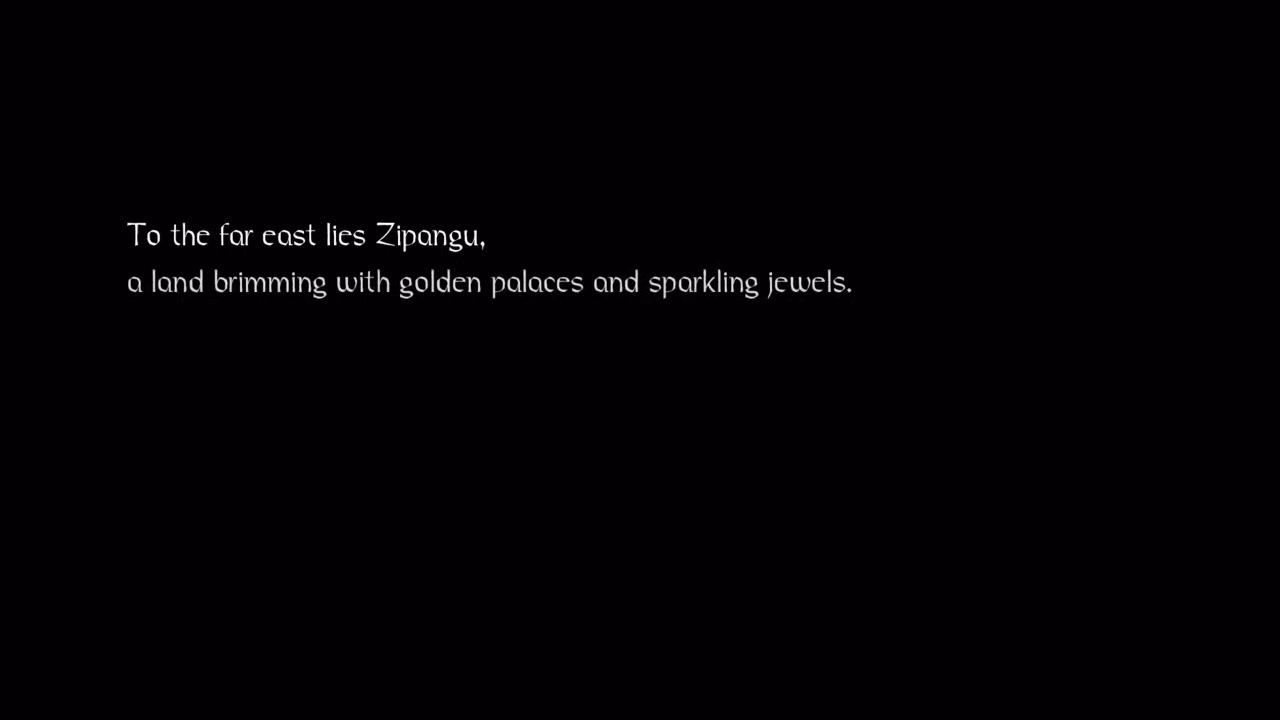 To the far east lies Zipangu,
a land brimming with golden palaces and sparkling jewels.